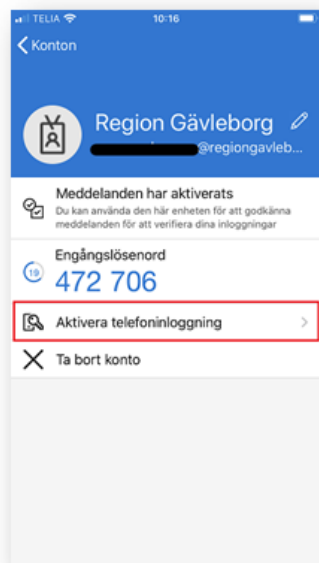 TELIA 10:16
Konton
Region Gävleborg
@regiongavleb...
Meddelanden har aktiverats
Du kan använda den här enheten för att godkänna
meddelanden för att verifiera dina inloggningar
Engångslösenord
19
472 706
Aktivera telefoninloggning
Ta bort konto